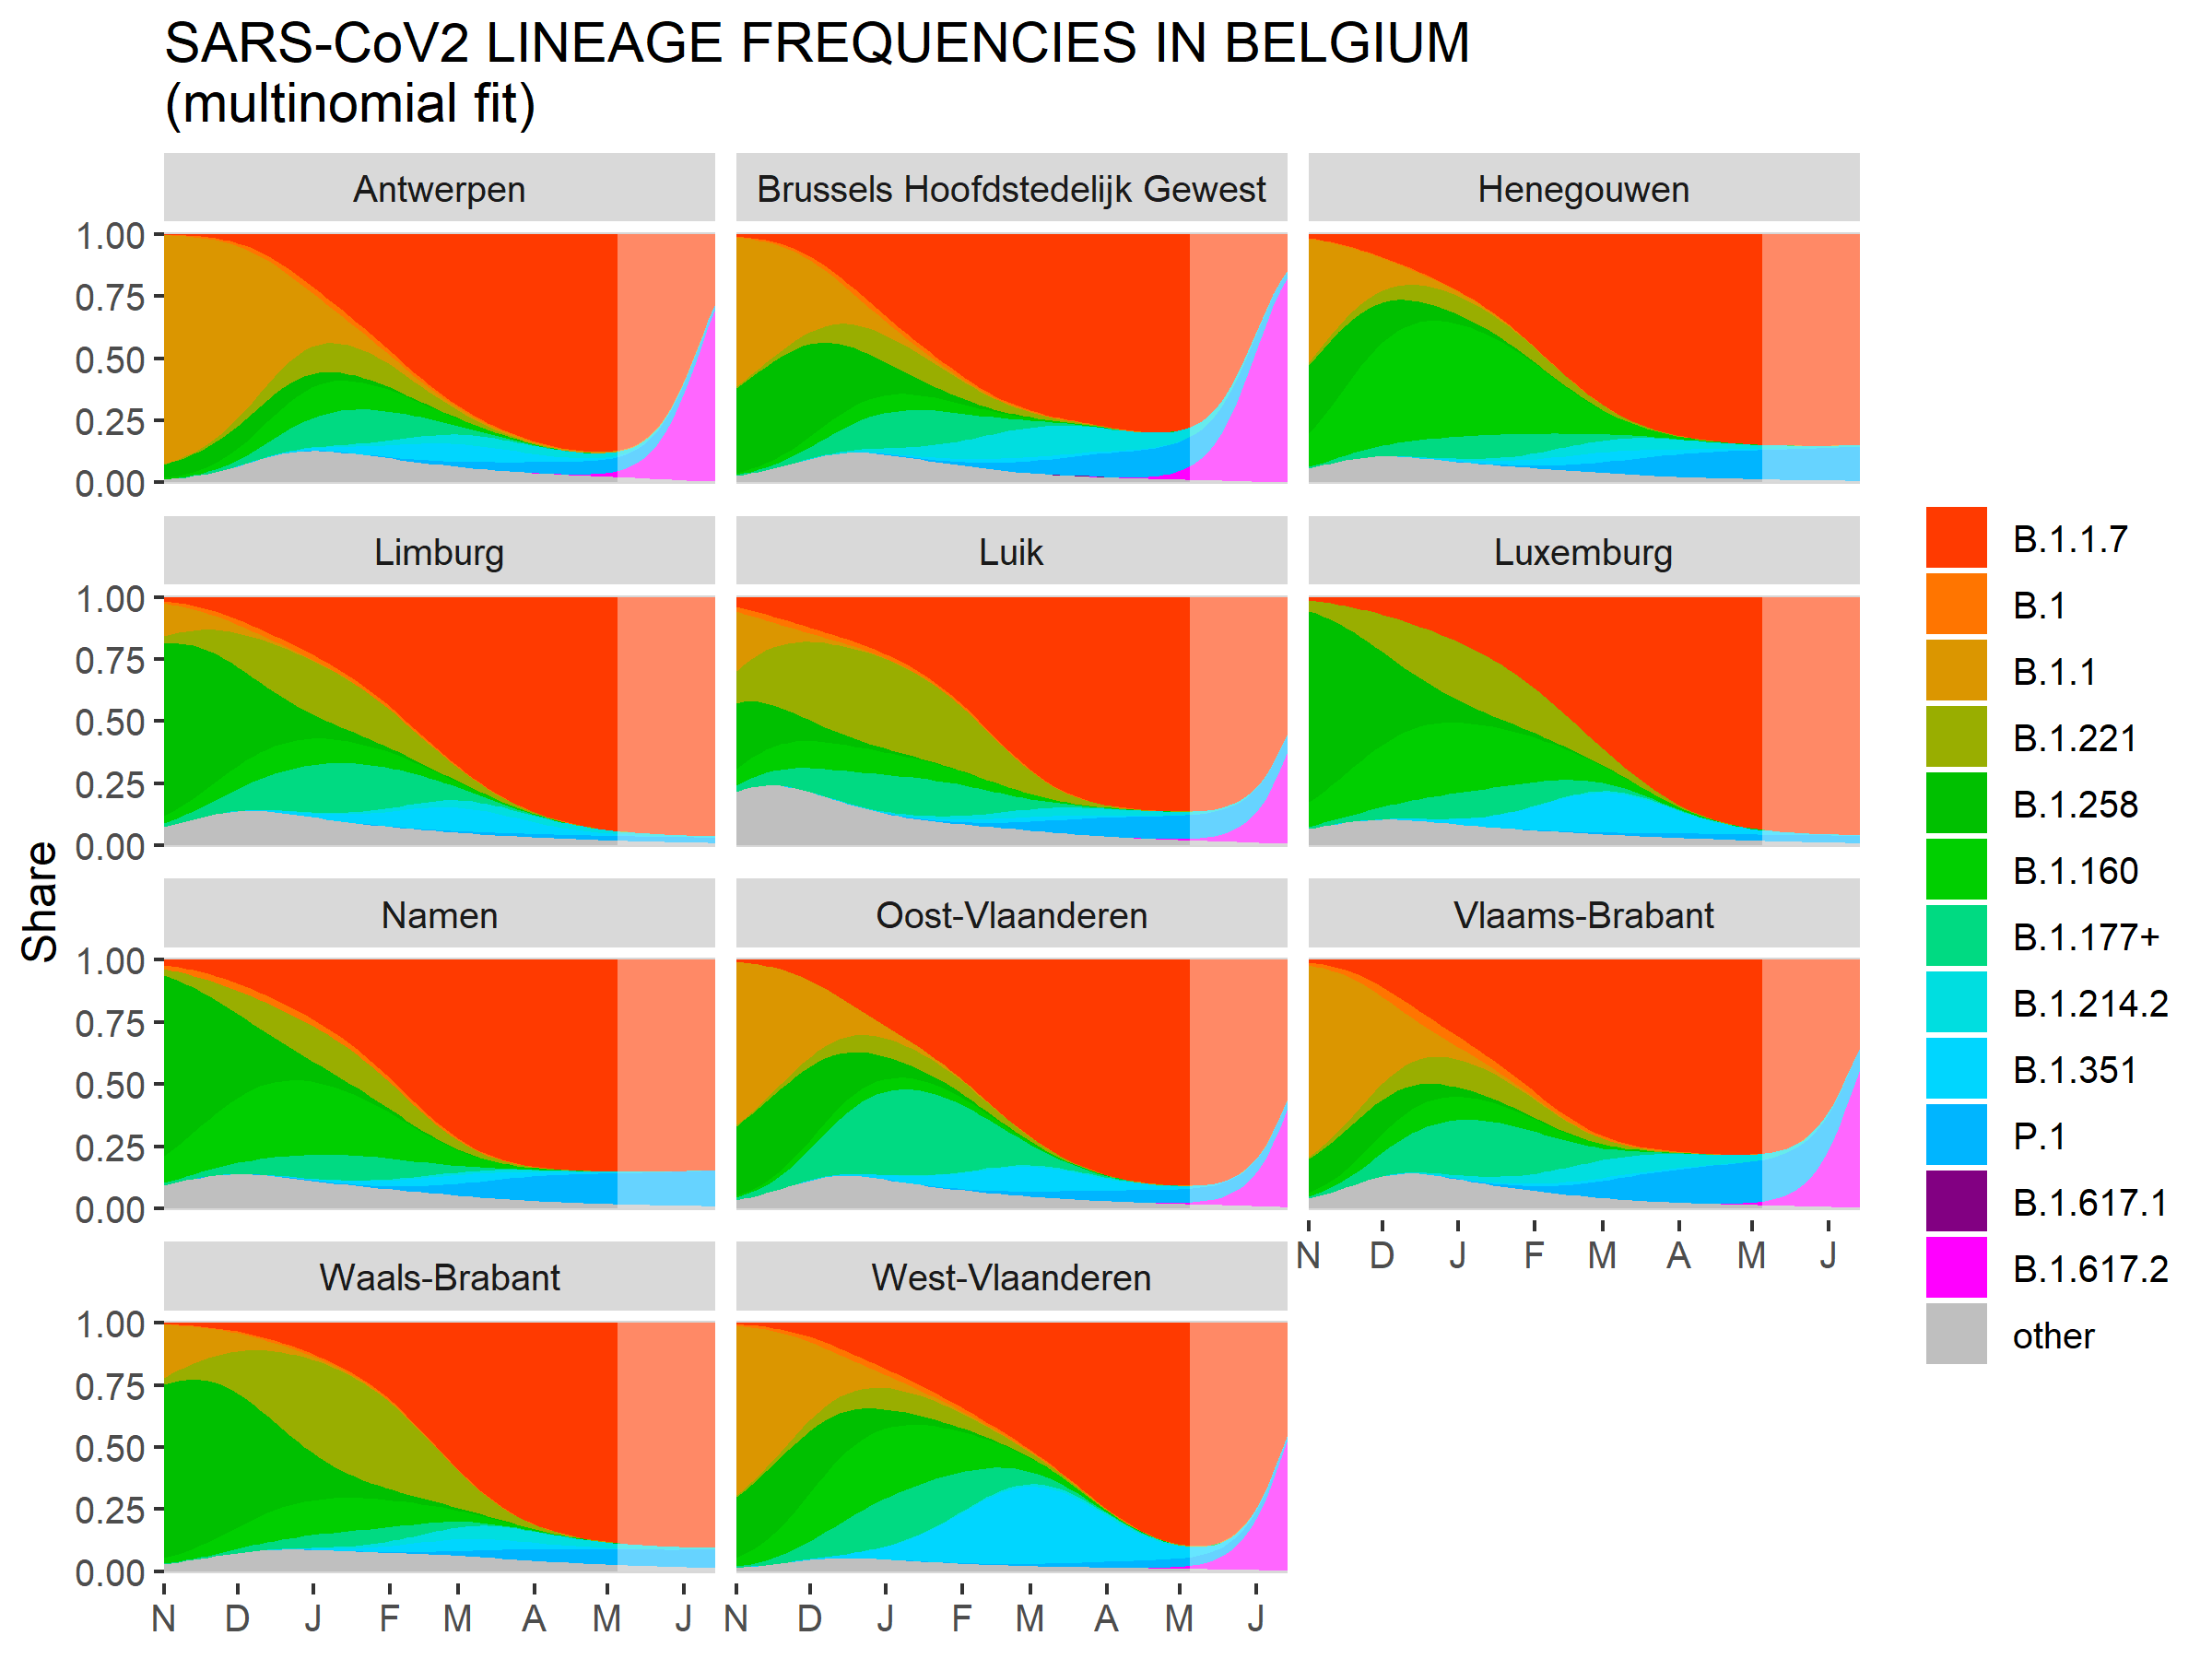 SARS-CoV2 LINEAGE FREQUENCIES IN BELGIUM
(multinomial fit)
Antwerpen
Brussels Hoofdstedelijk Gewest
Henegouwen
1.00
0.75
0.50
0.25
0.00
Limburg
Luik
Luxemburg
1.00
0.75
0.50
0.25
0.00
Share
Namen
Oost-Vlaanderen
Vlaams-Brabant
1.00
0.75
0.50
0.25
0.00
N D J F M A M J
Waals-Brabant
West-Vlaanderen
1.00
0.75
0.50
0.25
0.00
N D J F M A M J
N D J F M A M J
B.1.1.7
B.1
B.1.1
B.1.221
B.1.258
B.1.160
B.1.177+
B.1.214.2
B.1.351
P.1
B.1.617.1
B.1.617.2
other